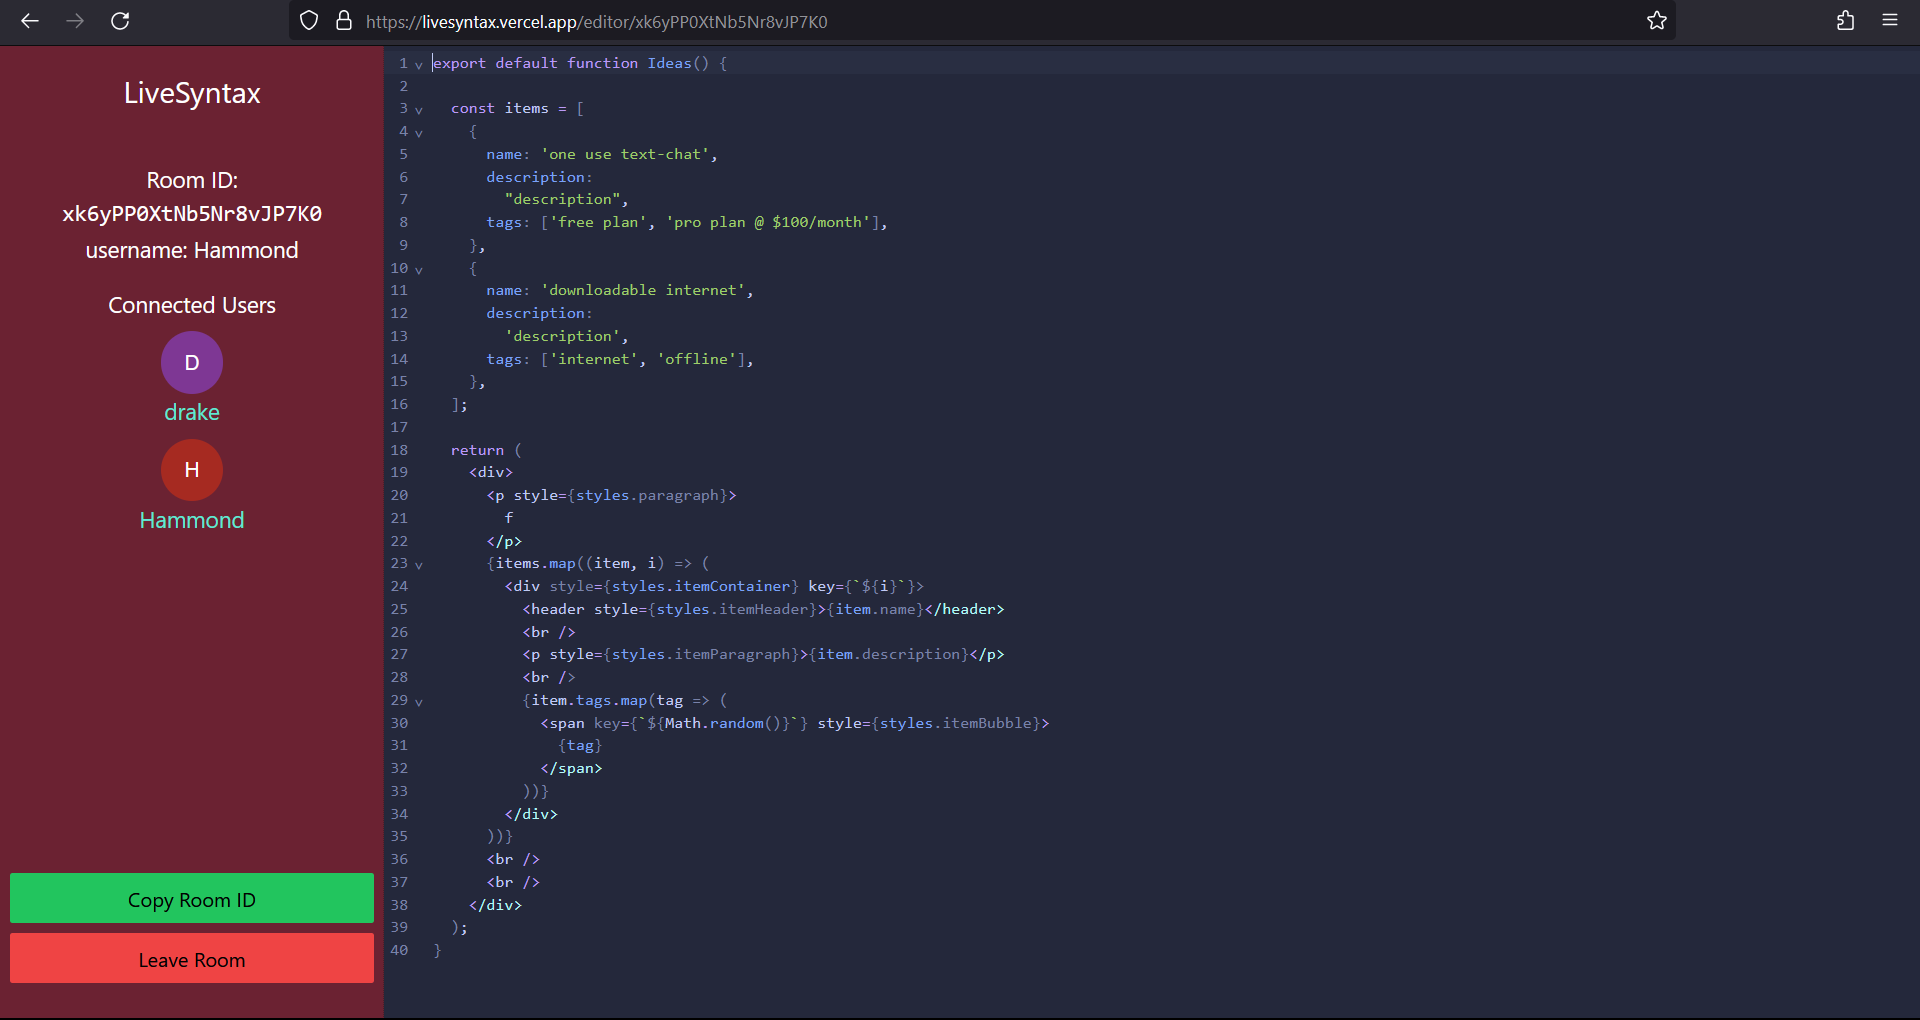 https://livesyntax.vercel.app/editor/xk6yPP0XtNb5Nr8vJP7K0
LiveSyntax
Room ID:
xk6yPP0XtNb5Nr8vJP7K0
username: Hammond
Connected Users
D
drake
H
Hammond
Copy Room ID
Leave Room
1 export default function Ideas() {
2
3   const items = [
4     {
5       name: 'one use text-chat',
6       description:
7         "description",
8       tags: ['free plan', 'pro plan @ $100/month'],
9     },
10     {
11       name: 'downloadable internet',
12       description:
13         'description',
14       tags: ['internet', 'offline'],
15     },
16   ];
17
18   return (
19     <div>
20       <p style={styles.paragraph}>
21         f
22       </p>
23       {items.map((item, i) => (
24         <div style={styles.itemContainer} key={`${i}`}>
25           <header style={styles.itemHeader}>{item.name}</header>
26           <br />
27           <p style={styles.itemParagraph}>{item.description}</p>
28           <br />
29           {item.tags.map(tag => (
30             <span key={`${Math.random()}`} style={styles.itemBubble}>
31               {tag}
32             </span>
33           ))}
34         </div>
35       ))}
36       <br />
37       <br />
38     </div>
39   );
40 }